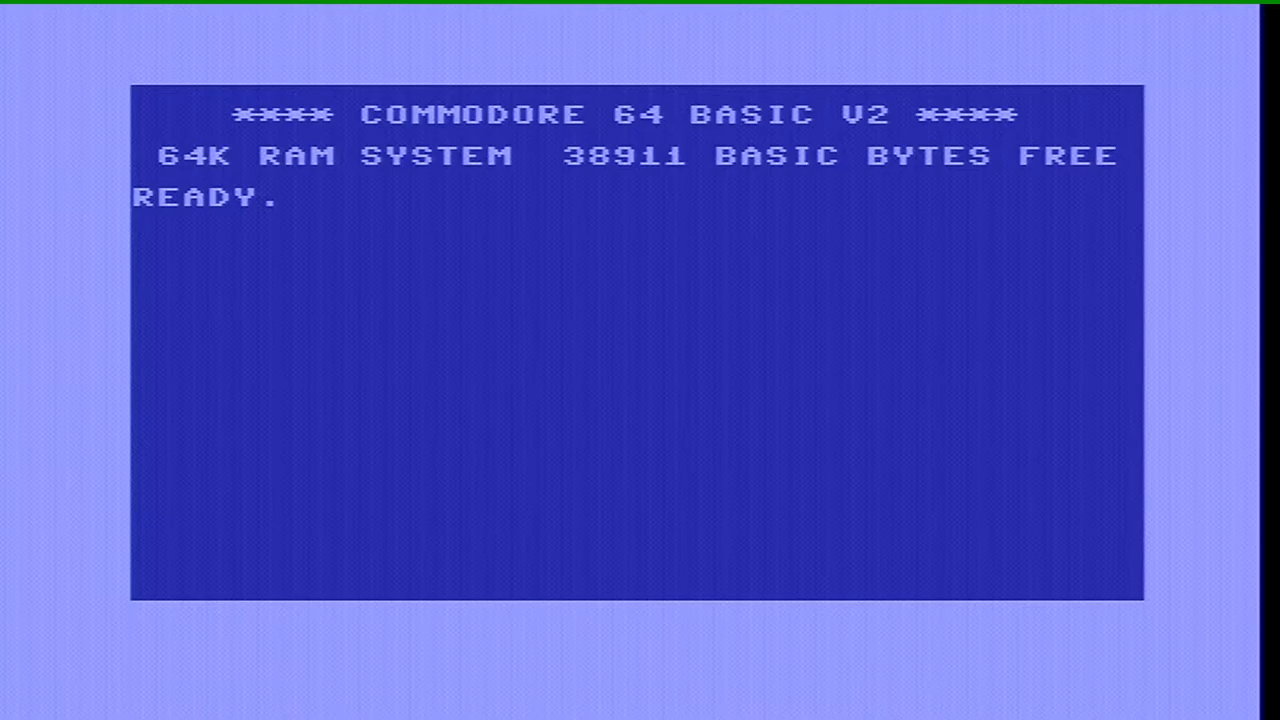 **** COMMODORE 64 BASIC V2 ****
64K RAM SYSTEM  38911 BASIC BYTES FREE
READY.